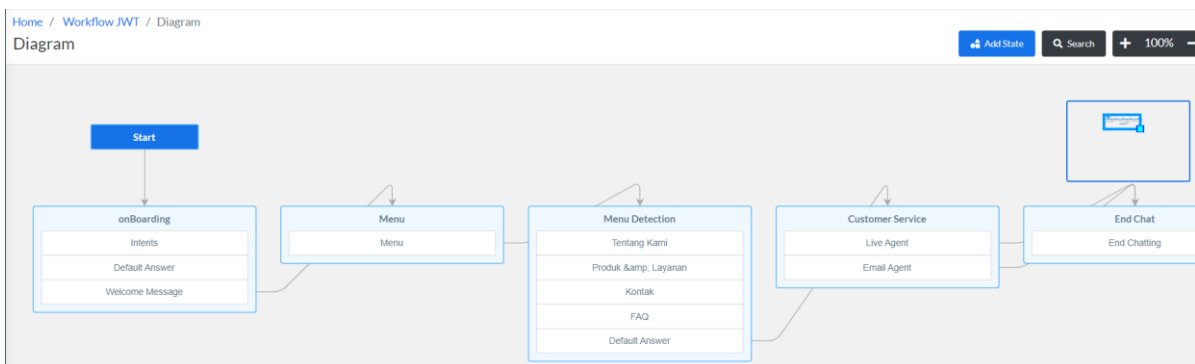 Home / Workflow JWT / Diagram
Diagram
Add State
Search
+ 100% −
Start
onBoarding
Intents
Default Answer
Welcome Message
Menu
Menu
Menu Detection
Tentang Kami
Produk &amp; Layanan
Kontak
FAQ
Default Answer
Customer Service
Live Agent
Email Agent
End Chat
End Chatting